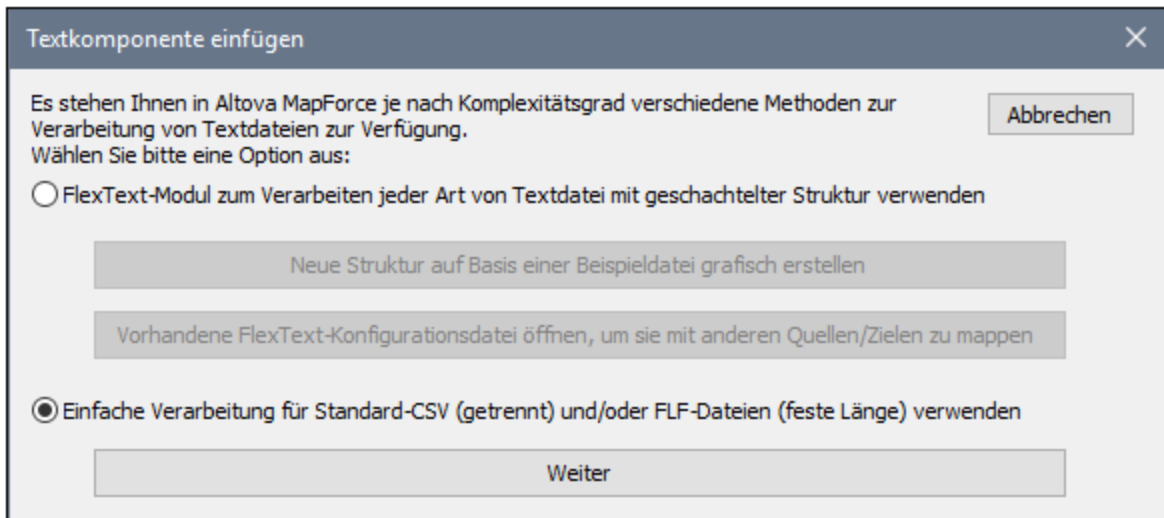 Textkomponente einfügen
Es stehen Ihnen in Altova MapForce je nach Komplexitätsgrad verschiedene Methoden zur
Verarbeitung von Textdateien zur Verfügung.
Wählen Sie bitte eine Option aus:
Abbrechen
FlexText-Modul zum Verarbeiten jeder Art von Textdatei mit geschachtelter Struktur verwenden
Neue Struktur auf Basis einer Beispieldatei grafisch erstellen
Vorhandene FlexText-Konfigurationsdatei öffnen, um sie mit anderen Quellen/Zielen zu mappen
Einfache Verarbeitung für Standard-CSV (getrennt) und/oder FLF-Dateien (feste Länge) verwenden
Weiter